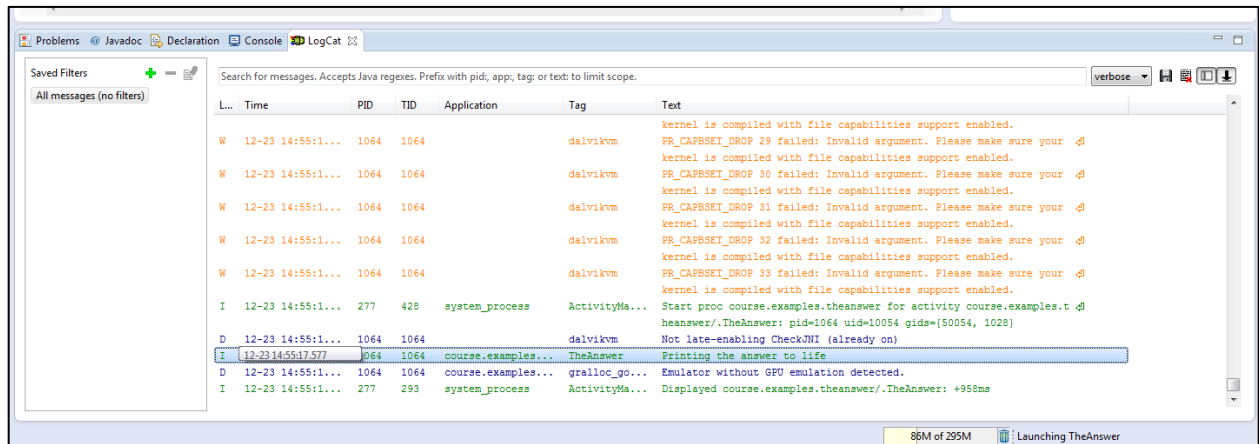 Problems @ Javadoc Declaration Console LogCat
Saved Filters
All messages (no filters)
Search for messages. Accepts Java regexes. Prefix with pid:, app:, tag: or text: to limit scope.
verbose
L... Time PID TID Application Tag Text
kernel is compiled with file capabilities support enabled.
W 12-23 14:55:1... 1064 1064 dalvikvm PR_CAPBSET_DROP 29 failed: Invalid argument. Please make sure your
kernel is compiled with file capabilities support enabled.
W 12-23 14:55:1... 1064 1064 dalvikvm PR_CAPBSET_DROP 30 failed: Invalid argument. Please make sure your
kernel is compiled with file capabilities support enabled.
W 12-23 14:55:1... 1064 1064 dalvikvm PR_CAPBSET_DROP 31 failed: Invalid argument. Please make sure your
kernel is compiled with file capabilities support enabled.
W 12-23 14:55:1... 1064 1064 dalvikvm PR_CAPBSET_DROP 32 failed: Invalid argument. Please make sure your
kernel is compiled with file capabilities support enabled.
W 12-23 14:55:1... 1064 1064 dalvikvm PR_CAPBSET_DROP 33 failed: Invalid argument. Please make sure your
kernel is compiled with file capabilities support enabled.
I 12-23 14:55:1... 277 428 system_process ActivityMa... Start proc course.examples.theanswer for activity course.examples.t
heanswer/.TheAnswer: pid=1064 uid=10054 gids={50054, 1028}
D 12-23 14:55:1... 1064 1064 dalvikvm Not late-enabling CheckJNI (already on)
I 12-23 14:55:17.577 064 1064 course.examples... TheAnswer Printing the answer to life
D 12-23 14:55:1... 1064 1064 course.examples... gralloc_go... Emulator without GPU emulation detected.
I 12-23 14:55:1... 277 293 system_process ActivityMa... Displayed course.examples.theanswer/.TheAnswer: +958ms
86M of 295M Launching TheAnswer